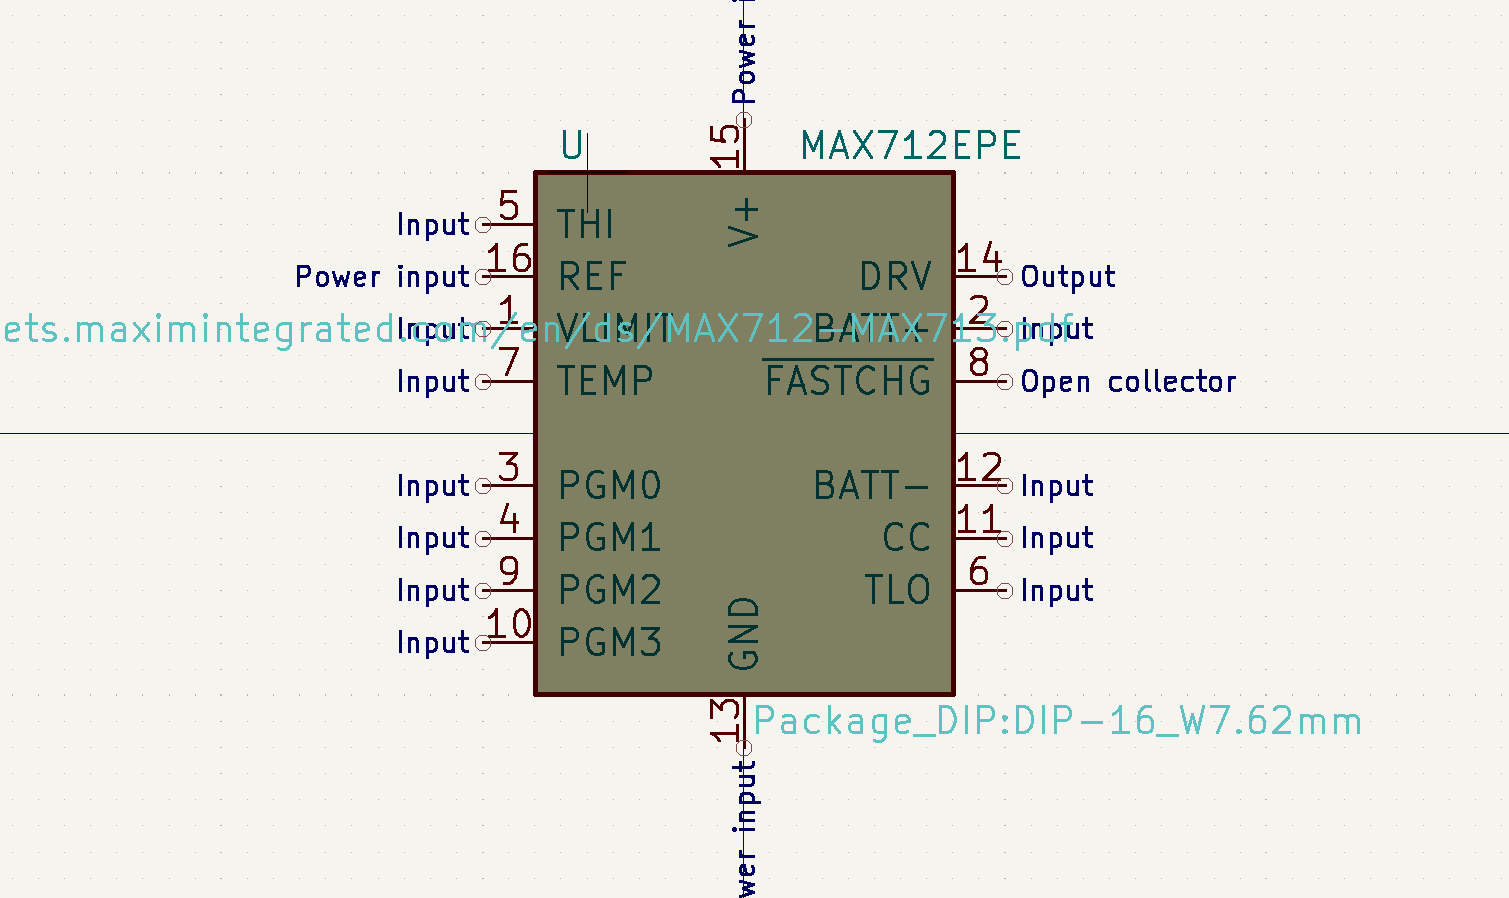 Power i
15
U
MAX712EPE
V+
Input 5 THI
Power input 16 REF
DRV 14 Output
Input 1 VLIMIT
BATT+ 2 Input
ets.maximintegrated.com/en/ds/MAX712-MAX713.pdf
Input 7 TEMP
FASTCHG 8 Open collector
Input 3 PGM0
BATT- 12 Input
Input 4 PGM1
CC 11 Input
Input 9 PGM2
TLO 6 Input
Input 10 PGM3
GND
13
Package_DIP:DIP-16_W7.62mm
wer input